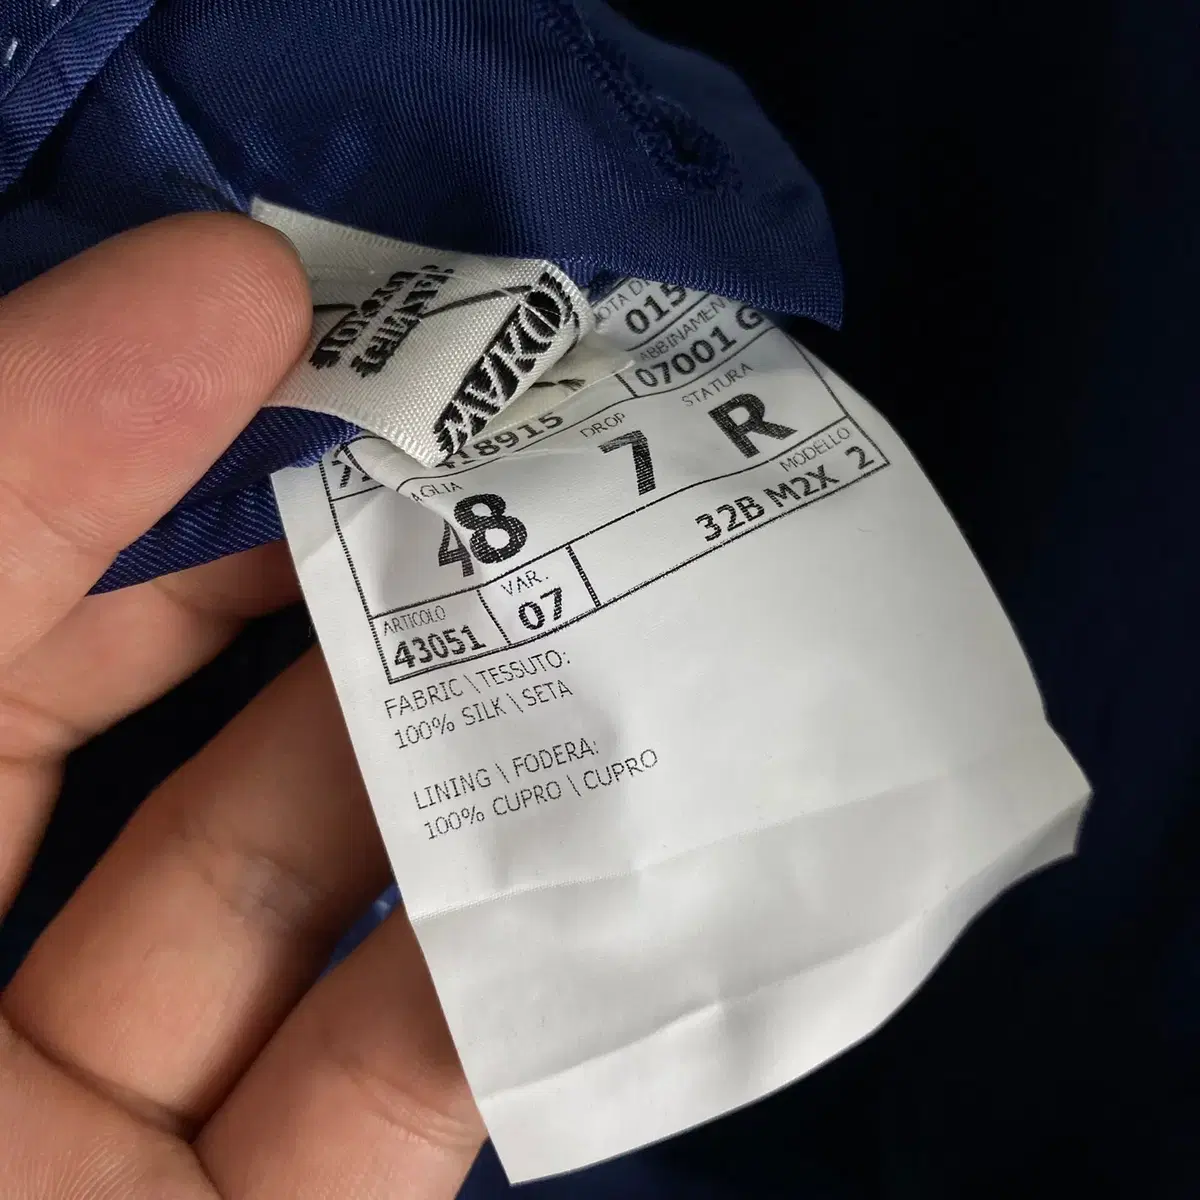 015
ABBINAMEN
07001 G
18915
DROP
STATURA
7
R
48
MODELLO
32B M2X 2
ARTICOLO
43051
VAR.
07
FABRIC \ TESSUTO:
100% SILK \ SETA
LINING \ FODERA:
100% CUPRO \ CUPRO